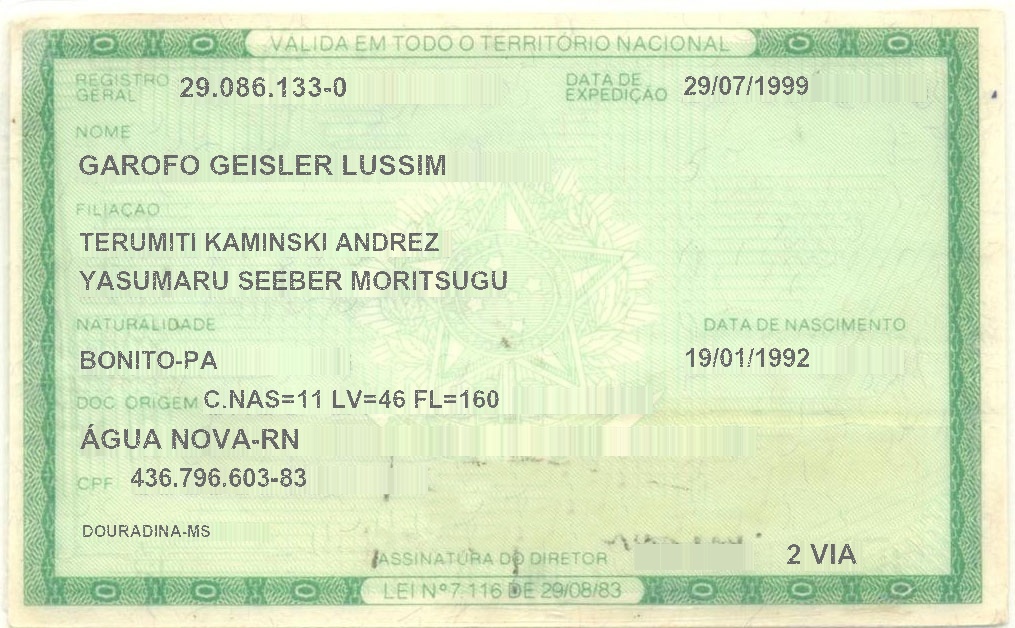 VÁLIDA EM TODO O TERRITÓRIO NACIONAL
REGISTRO GERAL 29.086.133-0 DATA DE EXPEDIÇÃO 29/07/1999
NOME
GAROFO GEISLER LUSSIM
FILIAÇÃO
TERUMITI KAMINSKI ANDREZ
YASUMARU SEEBER MORITSUGU
NATURALIDADE DATA DE NASCIMENTO
BONITO-PA 19/01/1992
DOC ORIGEM C.NAS=11 LV=46 FL=160
ÁGUA NOVA-RN
CPF 436.796.603-83
DOURADINA-MS
ASSINATURA DO DIRETOR 2 VIA
LEI Nº 7.116 DE 29/08/83